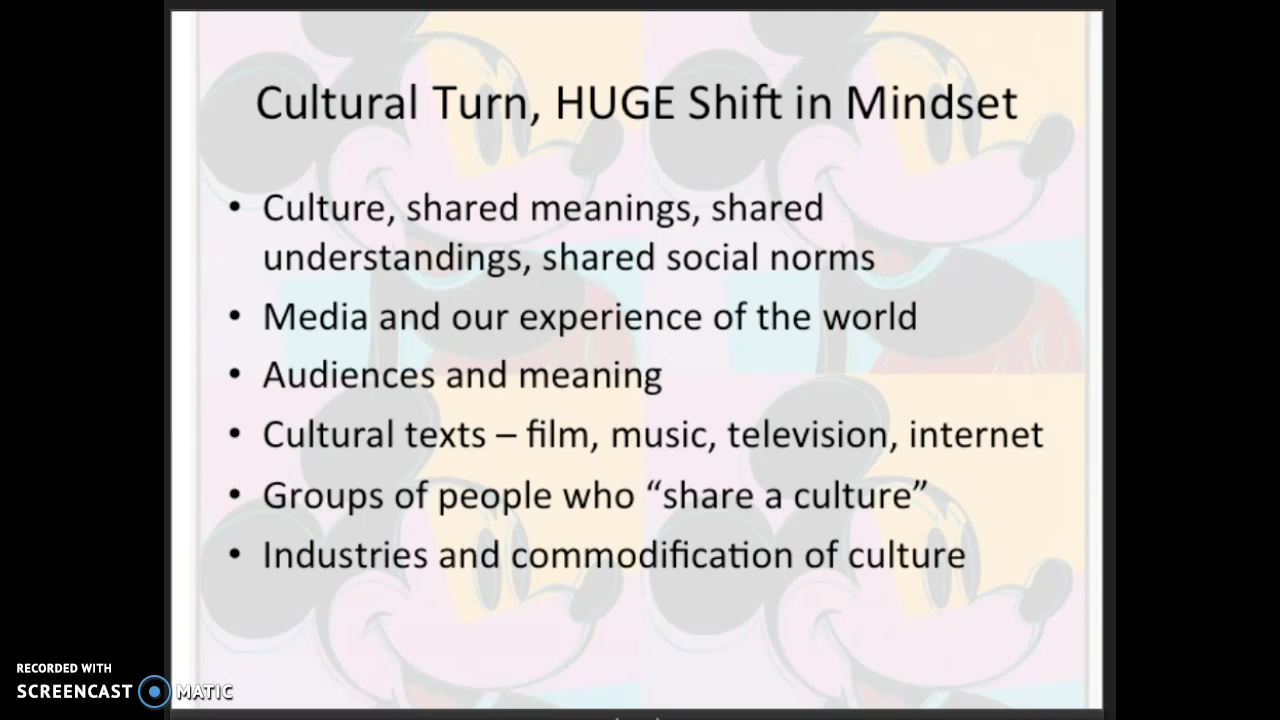 Cultural Turn, HUGE Shift in Mindset
• Culture, shared meanings, shared
understandings, shared social norms
• Media and our experience of the world
• Audiences and meaning
• Cultural texts – film, music, television, internet
• Groups of people who “share a culture”
• Industries and commodification of culture
RECORDED WITH
SCREENCAST MATIC